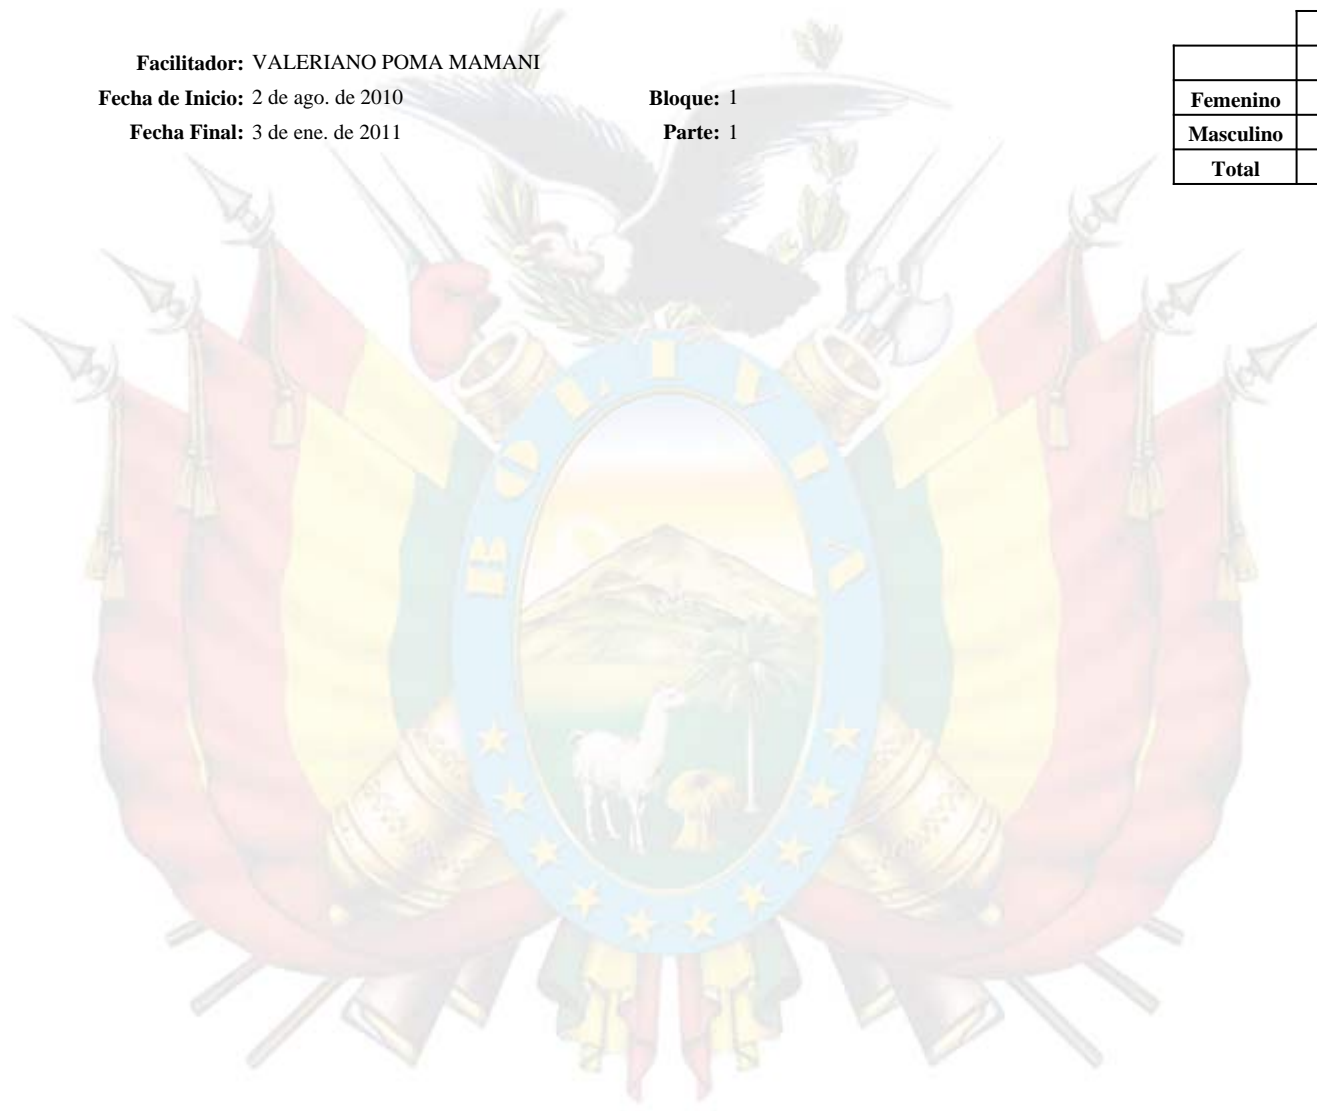 Facilitador: VALERIANO POMA MAMANI
Fecha de Inicio: 2 de ago. de 2010 Bloque: 1
Fecha Final: 3 de ene. de 2011 Parte: 1
Femenino
Masculino
Total
BOLIVIA